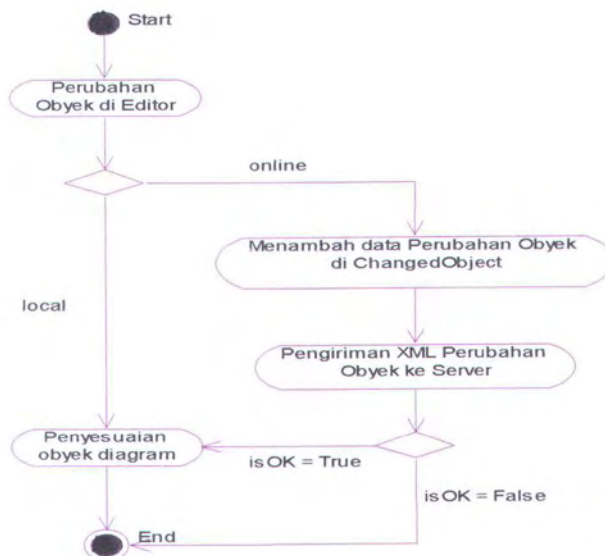 Start
Perubahan
Obyek di Editor
online
Menambah data Perubahan Obyek
di ChangedObject
local
Pengiriman XML Perubahan
Obyek ke Server
Penyesuaian
obyek diagram
isOK = True
isOK = False
End